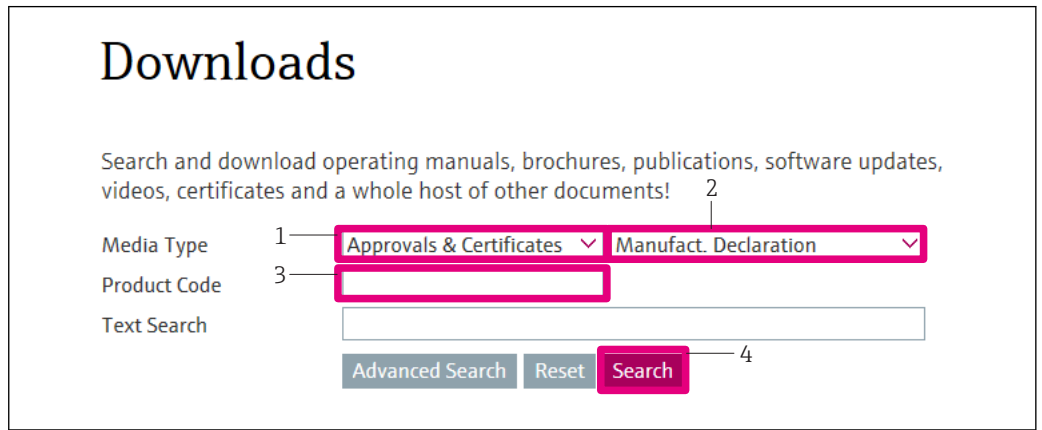 Downloads
Search and download operating manuals, brochures, publications, software updates,
videos, certificates and a whole host of other documents!
2
Media Type 1 Approvals & Certificates Manufact. Declaration
Product Code 3
Text Search
Advanced Search Reset Search 4